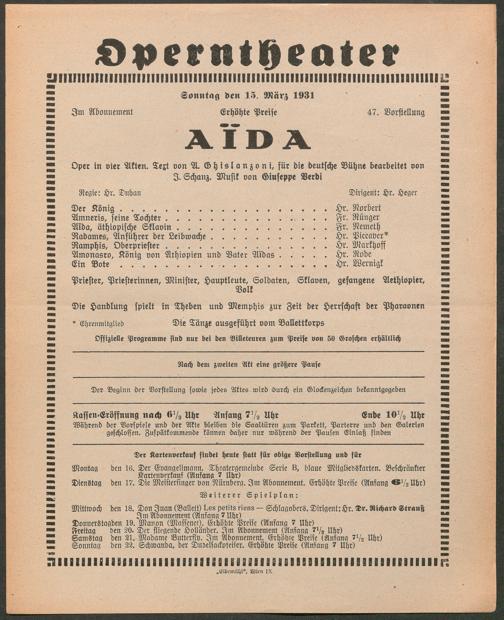 Operntheater
Sonntag den 15. März 1931
Im Abonnement Erhöhte Preise 47. Vorstellung
AÏDA
Oper in vier Akten. Text von A. Ghislanzoni, für die deutsche Bühne bearbeitet von
J. Schanz. Musik von Giuseppe Verdi
Regie: Hr. Duhan Dirigent: Hr. Heger
Der König . . . . . . . . . . . . . . . . Hr. Norbert
Amneris, seine Tochter . . . . . . . . . . . . Fr. Rünger
Aïda, äthiopische Sklavin . . . . . . . . . . . . Fr. Nemeth
Radames, Anführer der Leibwache . . . . . . . . . . Hr. Piccaver*
Ramphis, Oberpriester . . . . . . . . . . . . . Hr. Markhoff
Amonasro, König von Äthiopien und Vater Aïdas . . . . . Hr. Rode
Ein Bote . . . . . . . . . . . . . . . . Hr. Wernigk
Priester, Priesterinnen, Minister, Hauptleute, Soldaten, Sklaven, gefangene Aethiopier,
Volk
Die Handlung spielt in Theben und Memphis zur Zeit der Herrschaft der Pharaonen
* Ehrenmitglied Die Tänze ausgeführt vom Ballettkorps
Offizielle Programme sind nur bei den Billeteuren zum Preise von 50 Groschen erhältlich
Nach dem zweiten Akt eine größere Pause
Der Beginn der Vorstellung sowie jedes Aktes wird durch ein Glockenzeichen bekanntgegeben
Kassen-Eröffnung nach 6½ Uhr Anfang 7½ Uhr Ende 10½ Uhr
Während der Vorspiele und der Akte bleiben die Saaltüren zum Parkett, Parterre und den Galerien
geschlossen. Zuspätkommende können daher nur während der Pausen Einlaß finden
Der Kartenverkauf findet heute statt für obige Vorstellung und für
Montag den 16. Der Evangelimann, Theatergemeinde Serie B, blaue Mitgliedskarten. Beschränkter
Kartenverkauf (Anfang 7 Uhr)
Dienstag den 17. Die Meistersinger von Nürnberg. Im Abonnement. Erhöhte Preise (Anfang 6½ Uhr)
Weiterer Spielplan:
Mittwoch den 18. Don Juan (Ballett) Les petits riens — Schlagobers. Dirigent: Hr. Dr. Richard Strauß
Im Abonnement (Anfang 7 Uhr)
Donnerstag den 19. Manon (Massenet). Erhöhte Preise (Anfang 7 Uhr)
Freitag den 20. Der fliegende Holländer. Im Abonnement (Anfang 7½ Uhr)
Samstag den 21. Madame Butterfly. Im Abonnement. Erhöhte Preise (Anfang 7½ Uhr)
Sonntag den 22. Schwanda, der Dudelsackpfeifer. Erhöhte Preise (Anfang 7 Uhr)
„Elbemühl", Wien IX.